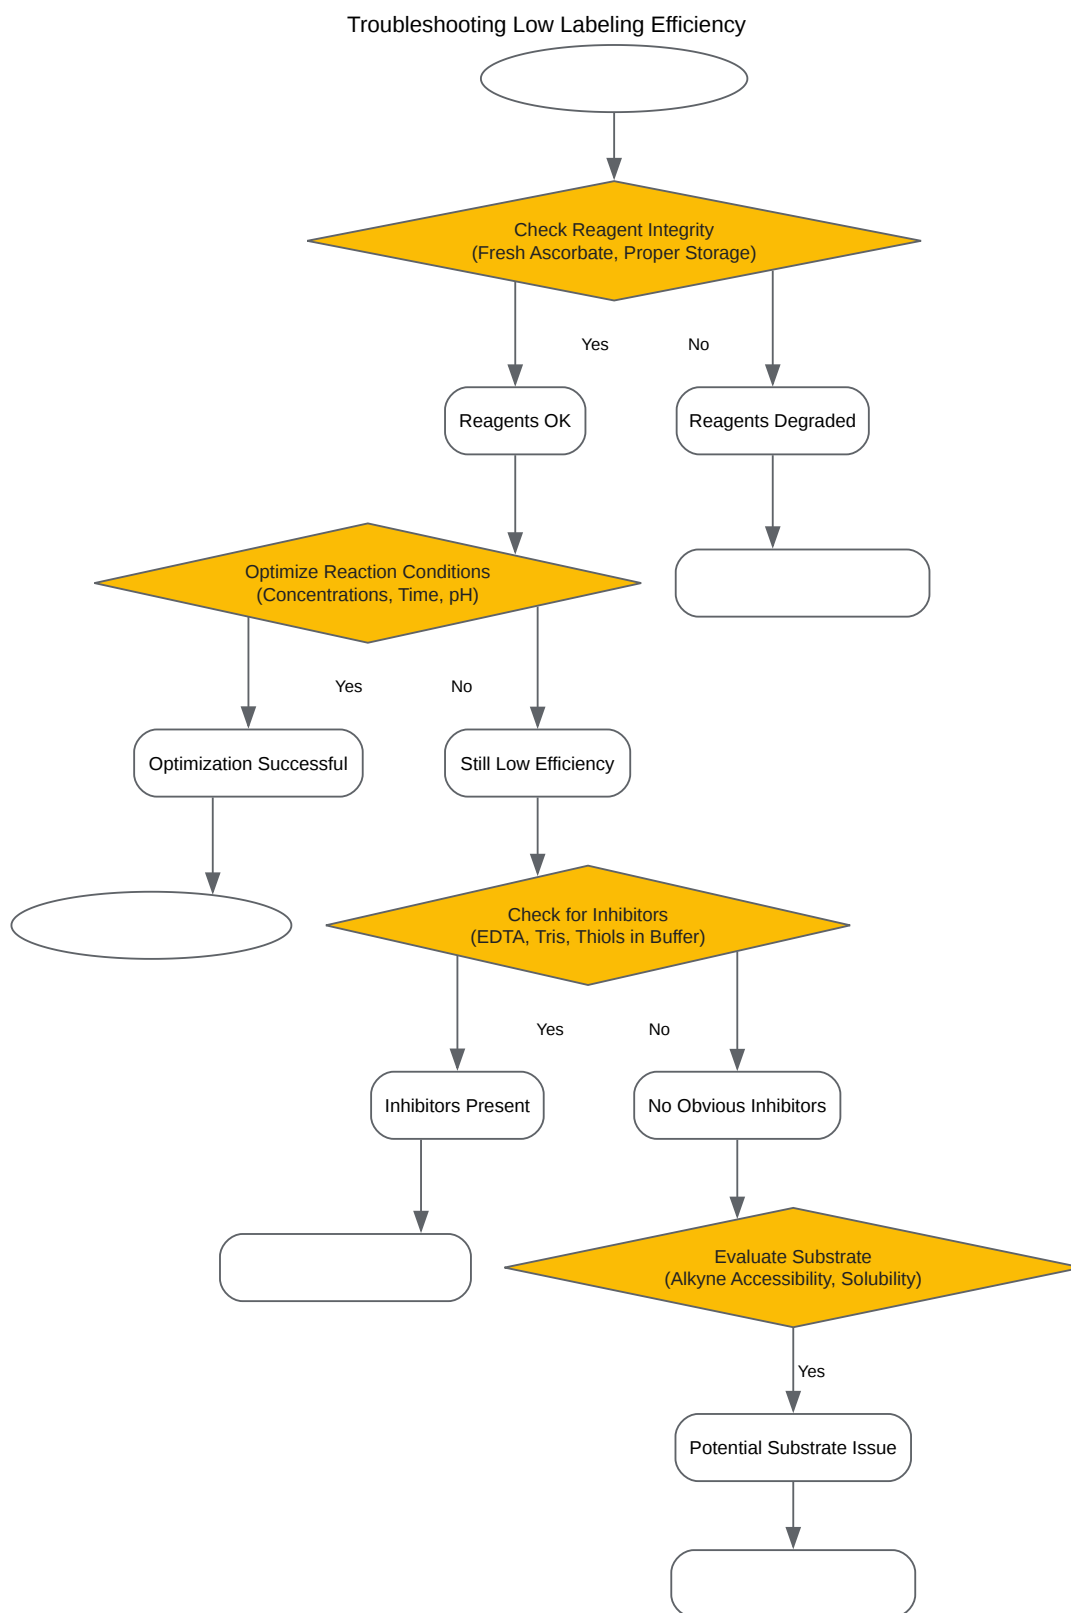 Troubleshooting Low Labeling Efficiency
Check Reagent Integrity
(Fresh Ascorbate, Proper Storage)
Yes
No
Reagents OK
Reagents Degraded
Optimize Reaction Conditions
(Concentrations, Time, pH)
Yes
No
Optimization Successful
Still Low Efficiency
Check for Inhibitors
(EDTA, Tris, Thiols in Buffer)
Yes
No
Inhibitors Present
No Obvious Inhibitors
Evaluate Substrate
(Alkyne Accessibility, Solubility)
Yes
Potential Substrate Issue